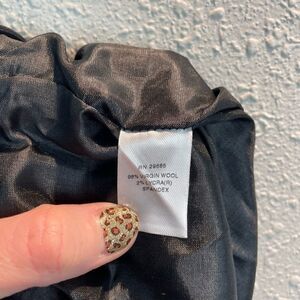 RN 29685
98% VIRGIN WOOL
2% LYCRA(R)
SPANDEX